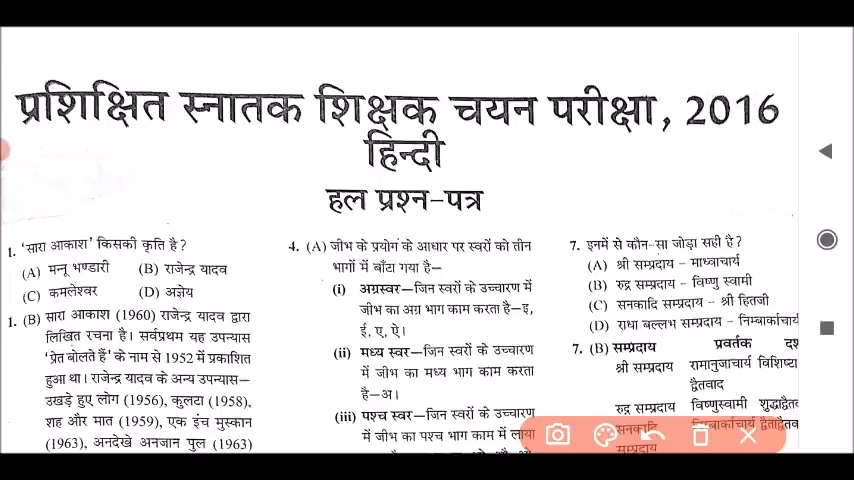 प्रशिक्षित स्नातक शिक्षक चयन परीक्षा, 2016
हिन्दी
हल प्रश्न-पत्र
1. ‘सारा आकाश’ किसकी कृति है?
(A) मन्नू भण्डारी (B) राजेन्द्र यादव
(C) कमलेश्वर (D) अज्ञेय
1. (B) सारा आकाश (1960) राजेन्द्र यादव द्वारा
लिखित रचना है। सर्वप्रथम यह उपन्यास
‘प्रेत बोलते हैं’ के नाम से 1952 में प्रकाशित
हुआ था। राजेन्द्र यादव के अन्य उपन्यास—
उखड़े हुए लोग (1956), कुलटा (1958),
शह और मात (1959), एक इंच मुस्कान
(1963), अनदेखे अनजान पुल (1963)
4. (A) जीभ के प्रयोग के आधार पर स्वरों को तीन
भागों में बाँटा गया है—
(i) अग्रस्वर—जिन स्वरों के उच्चारण में
जीभ का अग्र भाग काम करता है—इ,
ई, ए, ऐ।
(ii) मध्य स्वर—जिन स्वरों के उच्चारण
में जीभ का मध्य भाग काम करता
है—अ।
(iii) पश्च स्वर—जिन स्वरों के उच्चारण
में जीभ का पश्च भाग काम में लाया
7. इनमें से कौन-सा जोड़ा सही है?
(A) श्री सम्प्रदाय – माध्वाचार्य
(B) रुद्र सम्प्रदाय – विष्णु स्वामी
(C) सनकादि सम्प्रदाय – श्री हितजी
(D) राधा बल्लभ सम्प्रदाय – निम्बार्काचार्य
7. (B) सम्प्रदाय प्रवर्तक
श्री सम्प्रदाय रामानुजाचार्य विशिष्टा
द्वैतवाद
रुद्र सम्प्रदाय विष्णुस्वामी शुद्धाद्वैत
सनकादि निम्बार्काचार्य द्वैताद्वैत
सम्प्रदाय